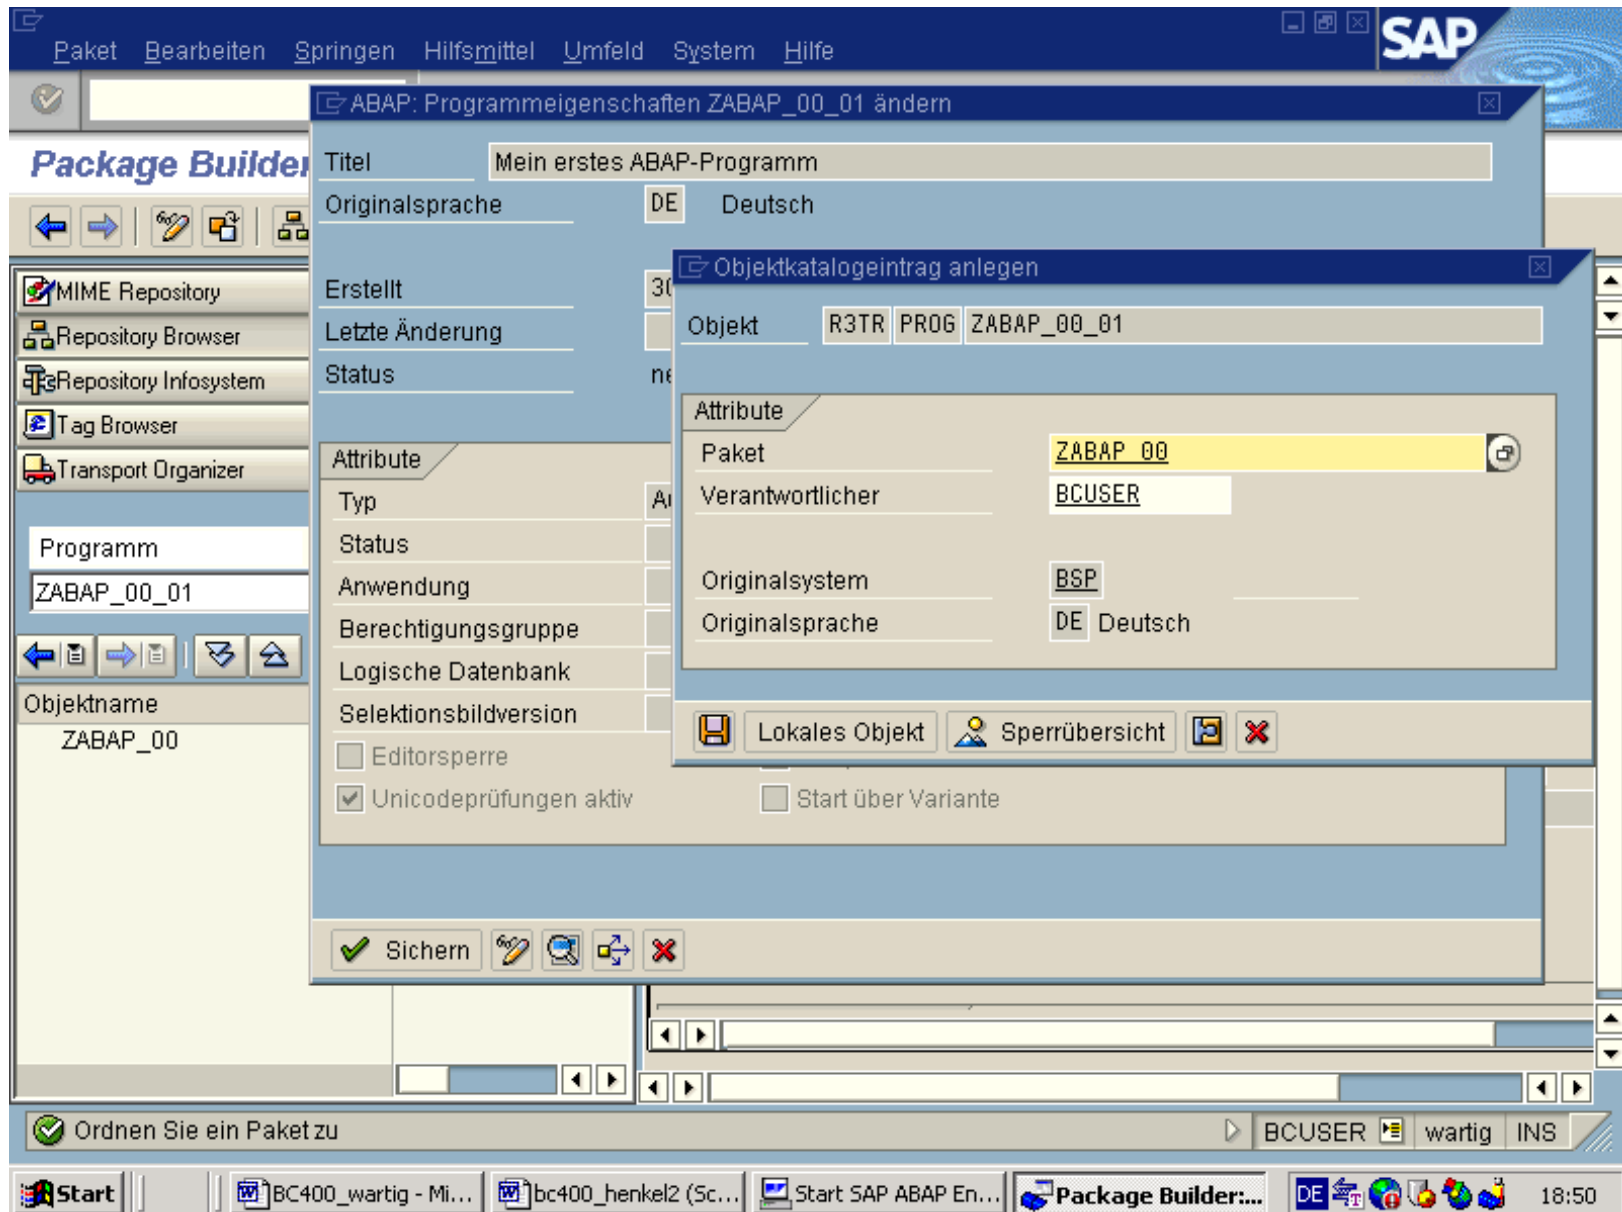 Paket Bearbeiten Springen Hilfsmittel Umfeld System Hilfe
SAP
ABAP: Programmeigenschaften ZABAP_00_01 ändern
Package Builder
Titel Mein erstes ABAP-Programm
Originalsprache DE Deutsch
Objektkatalogeintrag anlegen
MIME Repository
Erstellt 30
Objekt R3TR PROG ZABAP_00_01
Repository Browser
Letzte Änderung
Repository Infosystem
Status ne
Attribute
Tag Browser
Paket ZABAP_00
Transport Organizer
Attribute
Verantwortlicher BCUSER
Typ
Programm
Status
Originalsystem BSP
ZABAP_00_01
Anwendung
Originalsprache DE Deutsch
Berechtigungsgruppe
Logische Datenbank
Objektname
Selektionsbildversion
Lokales Objekt Sperrübersicht
ZABAP_00
Editorsperre
Unicodeprüfungen aktiv Start über Variante
Sichern
Ordnen Sie ein Paket zu BCUSER wartig INS
Start BC400_wartig - Mi... bc400_henkel2 (Sc... Start SAP ABAP En... Package Builder:... DE 18:50